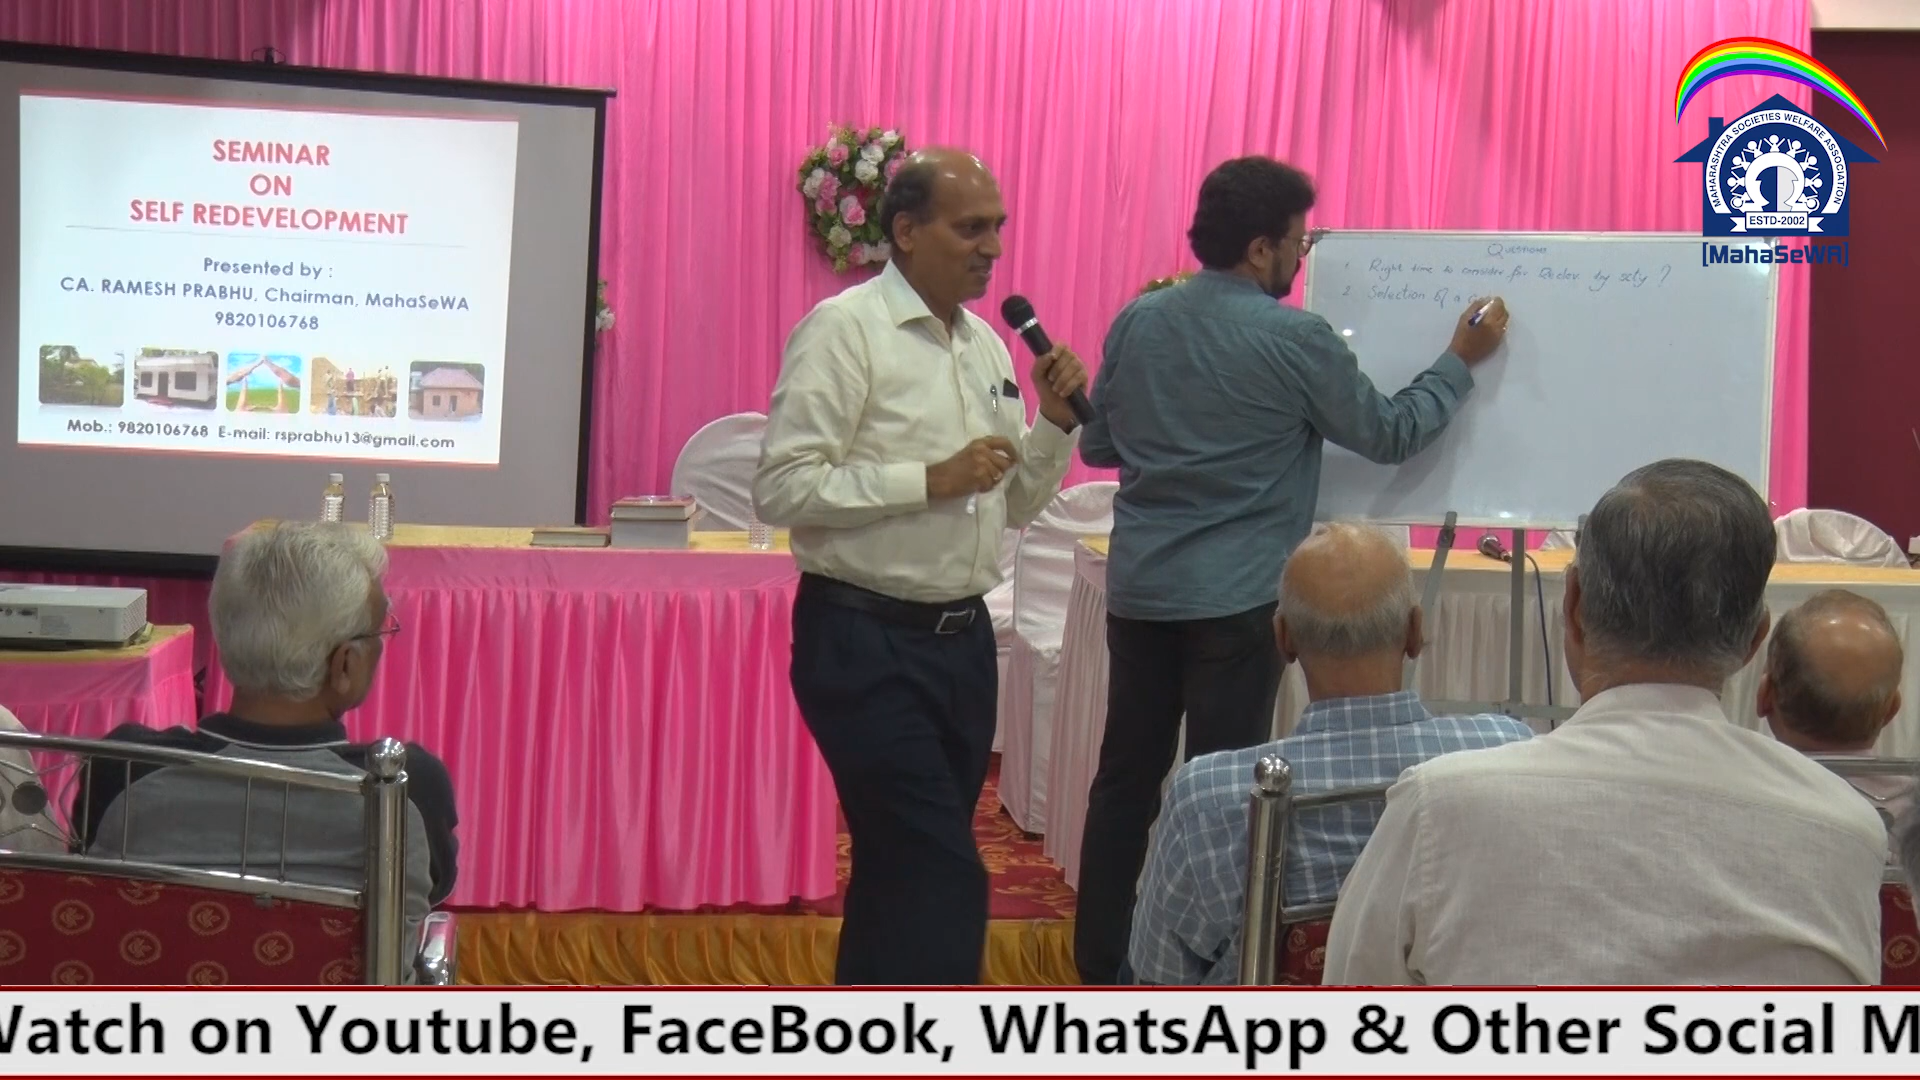 SEMINAR
ON
SELF REDEVELOPMENT
Presented by :
CA. RAMESH PRABHU, Chairman, MahaSeWA
9820106768
Mob.: 9820106768 E-mail: rsprabhu13@gmail.com
Questions
1. Right time to consider for Redev. by scty ?
2. Selection of a
MAHARASHTRA SOCIETIES WELFARE ASSOCIATION
ESTD-2002
[MahaSeWA]
Watch on Youtube, FaceBook, WhatsApp & Other Social M